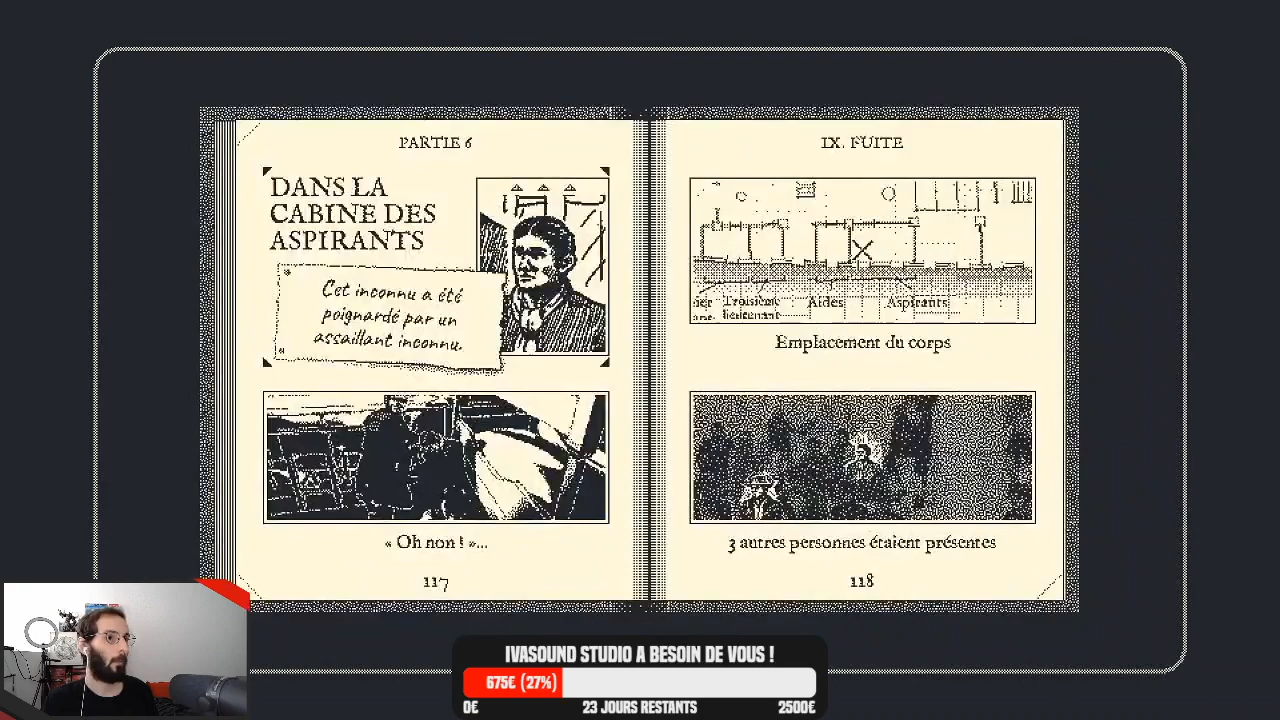 PARTIE 6
DANS LA
CABINE DES
ASPIRANTS
Cet inconnu a été
poignardé par un
assaillant inconnu.
« Oh non ! »...
117
IX. FUITE
Troisième
lieutenant
Aides
Aspirants
Emplacement du corps
3 autres personnes étaient présentes
118
IVASOUND STUDIO A BESOIN DE VOUS !
675€ (27%)
0€ 23 JOURS RESTANTS 2500€